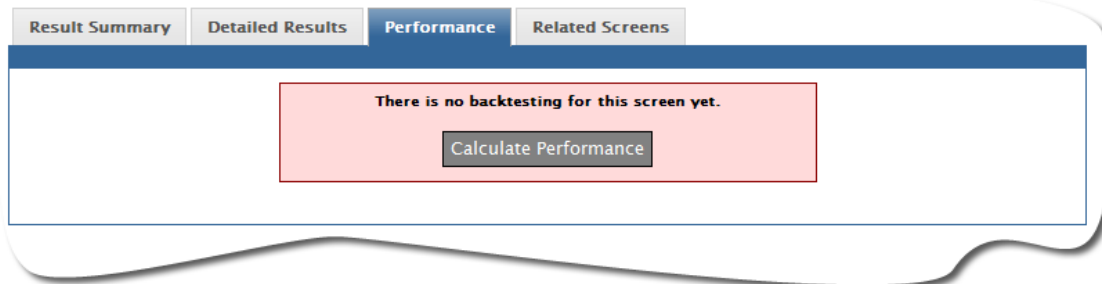 Result Summary Detailed Results Performance Related Screens
There is no backtesting for this screen yet.
Calculate Performance